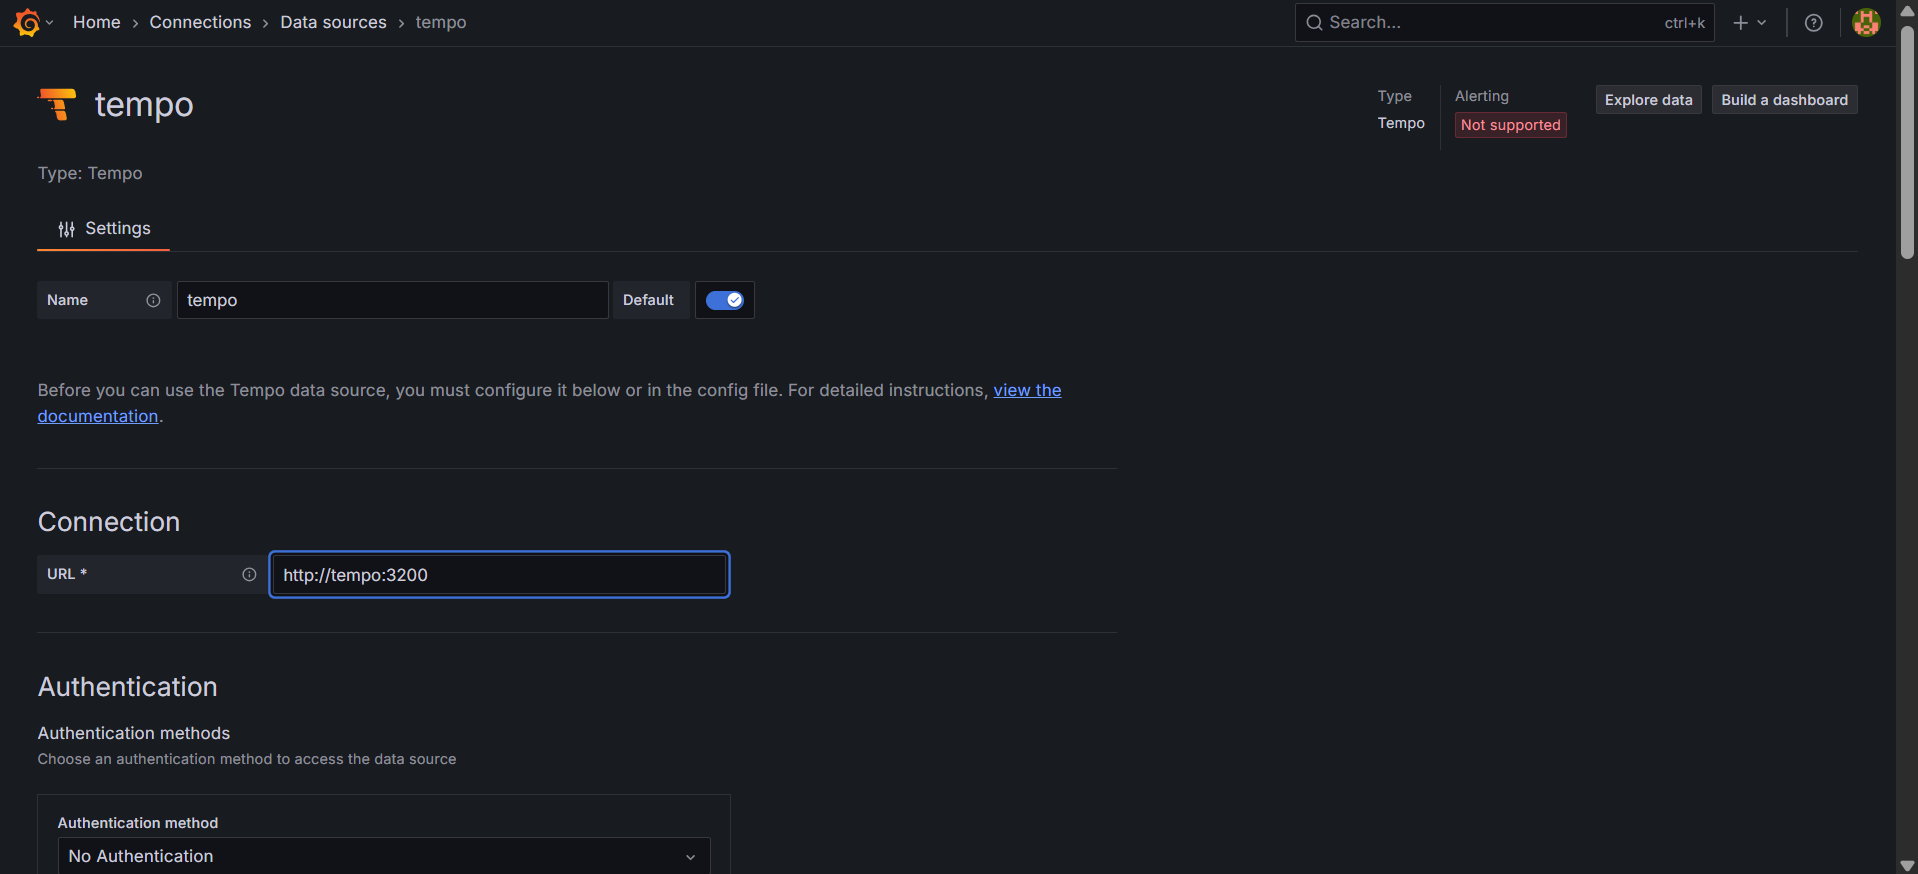 Home > Connections > Data sources > tempo
Search... ctrl+k
tempo
Type
Tempo
Alerting
Not supported
Explore data
Build a dashboard
Type: Tempo
Settings
Name
tempo
Default
Before you can use the Tempo data source, you must configure it below or in the config file. For detailed instructions, view the
documentation.
Connection
URL *
http://tempo:3200
Authentication
Authentication methods
Choose an authentication method to access the data source
Authentication method
No Authentication